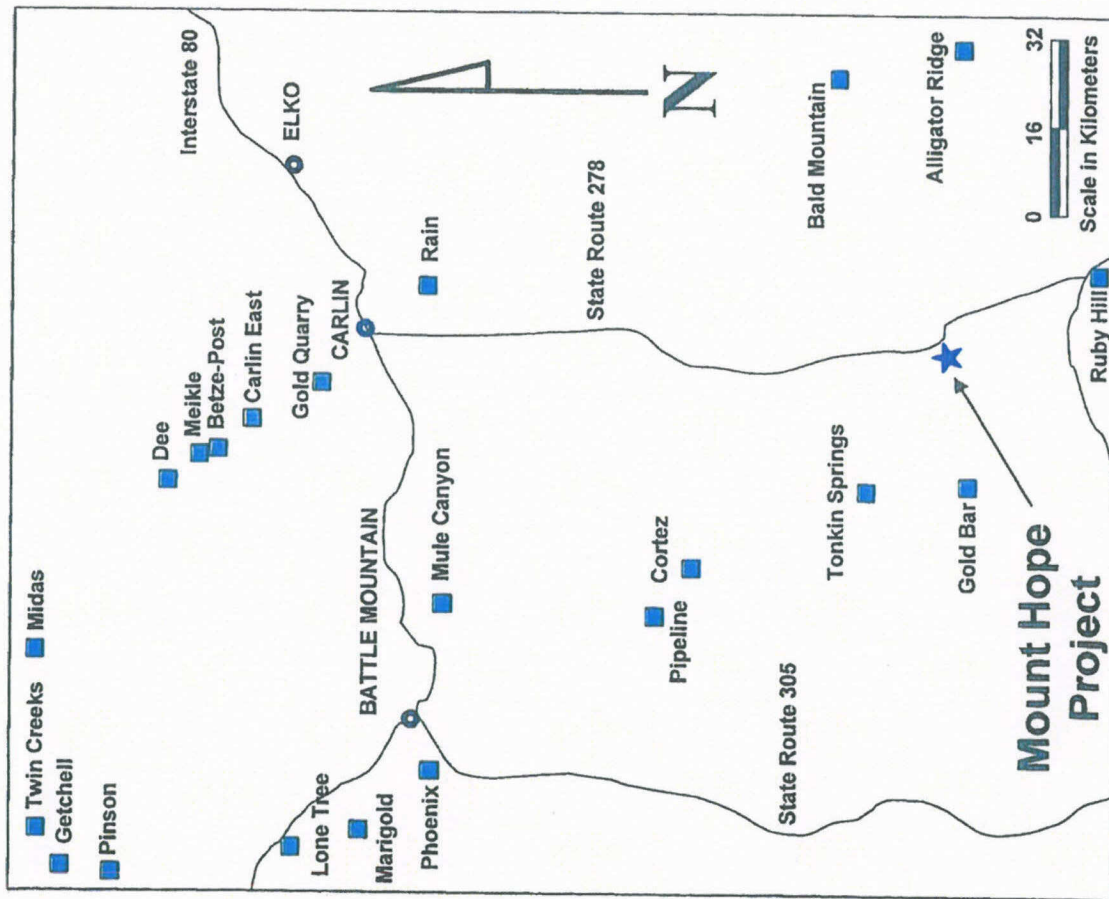 Twin Creeks
Midas
Getchell
Pinson
Interstate 80
Dee
Meikle
Betze-Post
Carlin East
ELKO
Gold Quarry
Lone Tree
CARLIN
BATTLE MOUNTAIN
Marigold
Phoenix
Rain
Mule Canyon
N
State Route 278
Cortez
Pipeline
State Route 305
Bald Mountain
Tonkin Springs
Alligator Ridge
Gold Bar
Mount Hope
Project
0 16 32
Scale in Kilometers
Ruby Hill